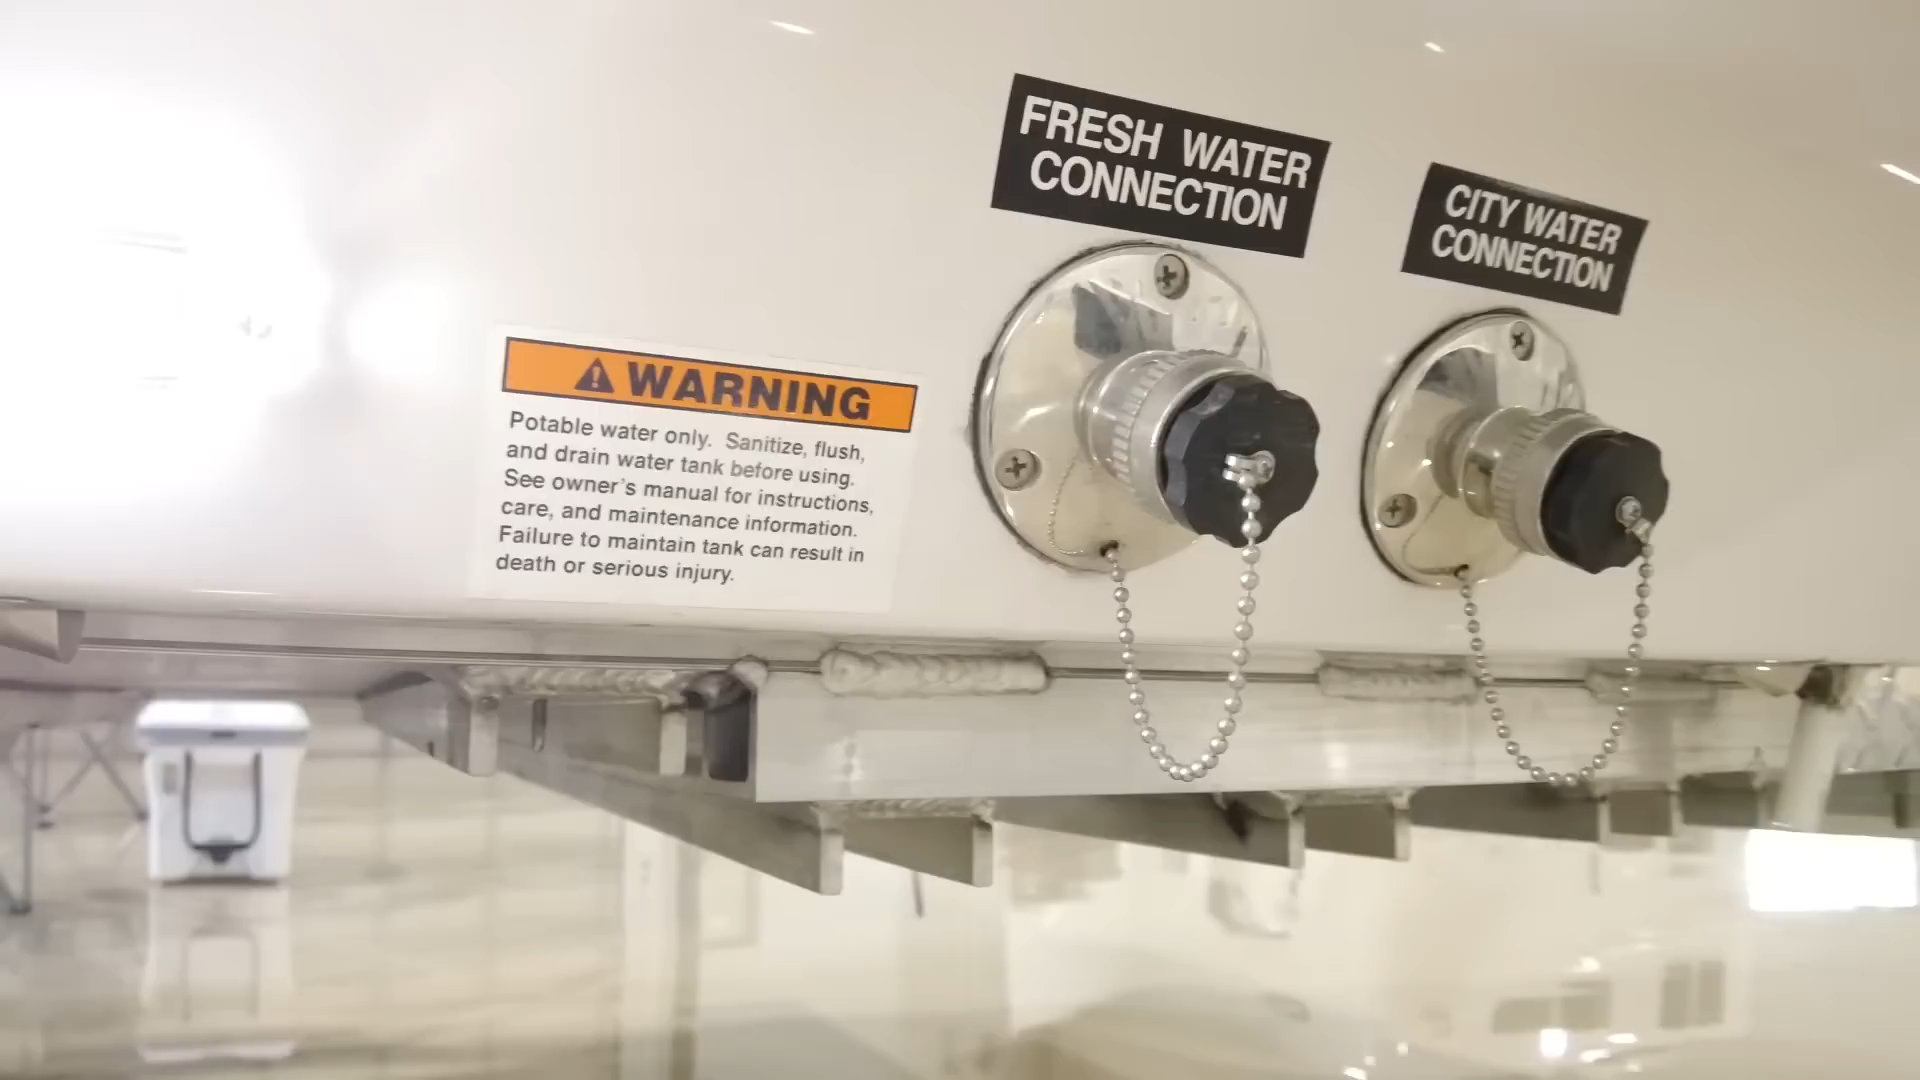 FRESH WATER
CONNECTION
CITY WATER
CONNECTION
WARNING
Potable water only. Sanitize, flush,
and drain water tank before using.
See owner's manual for instructions,
care, and maintenance information.
Failure to maintain tank can result in
death or serious injury.